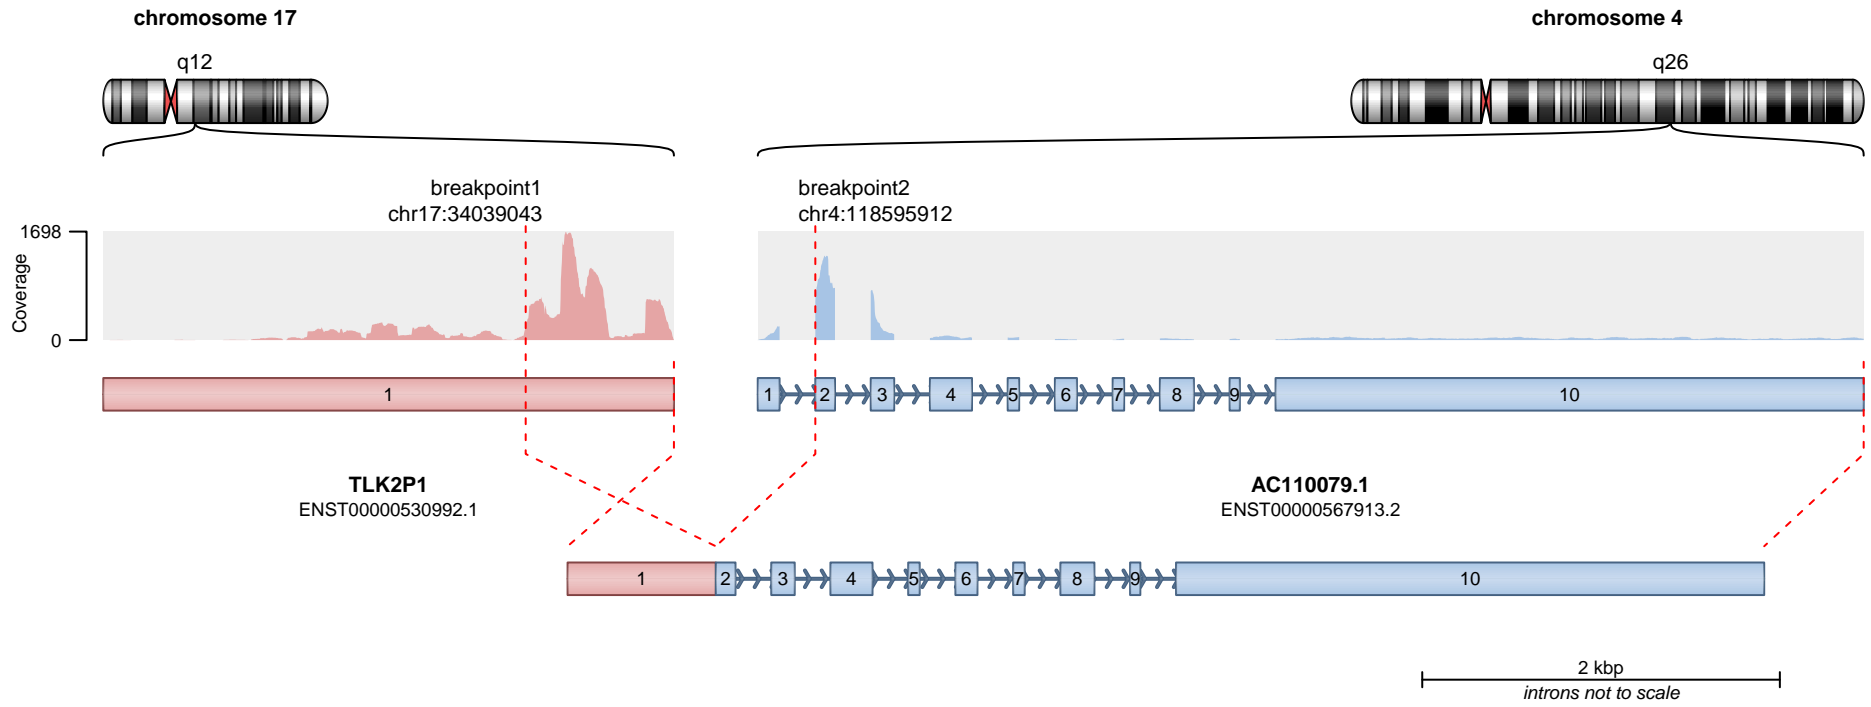 chromosome 17
chromosome 4
q12
q26
breakpoint1
chr17:34039043
breakpoint2
chr4:118595912
1698
0
Coverage
1
1 2 3 4 5 6 7 8 9 10
TLK2P1
ENST00000530992.1
AC110079.1
ENST00000567913.2
1 2 3 4 5 6 7 8 9 10
2 kbp
introns not to scale